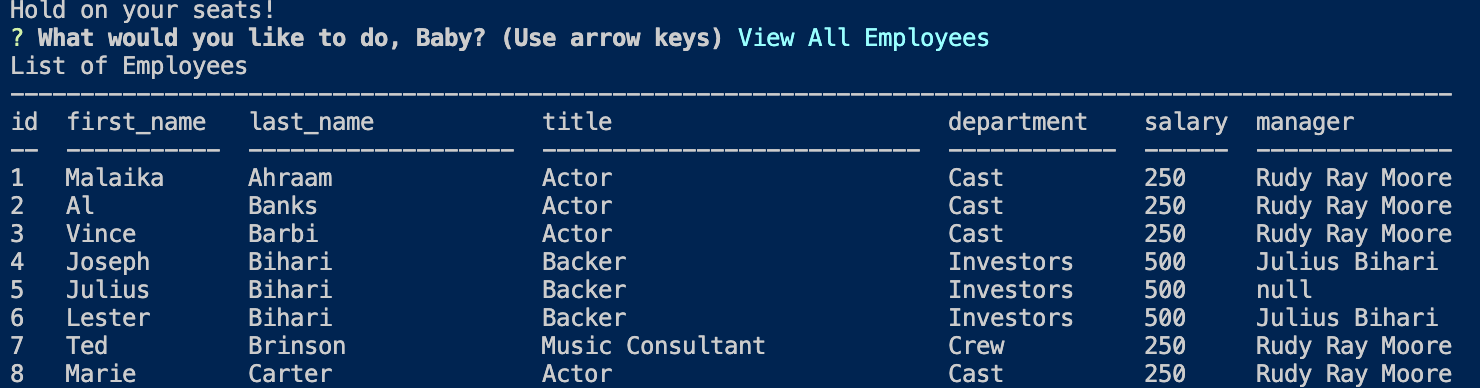 Hold on your seats!
? What would you like to do, Baby? (Use arrow keys) View All Employees
List of Employees
-------------------------------------------------------------------------------------------------------
id  first_name   last_name            title                        department    salary  manager
--  -----------  -------------------  ---------------------------  ------------  ------  --------------
1   Malaika      Ahraam               Actor                        Cast          250     Rudy Ray Moore
2   Al           Banks                Actor                        Cast          250     Rudy Ray Moore
3   Vince        Barbi                Actor                        Cast          250     Rudy Ray Moore
4   Joseph       Bihari               Backer                       Investors     500     Julius Bihari
5   Julius       Bihari               Backer                       Investors     500     null
6   Lester       Bihari               Backer                       Investors     500     Julius Bihari
7   Ted          Brinson              Music Consultant             Crew          250     Rudy Ray Moore
8   Marie        Carter               Actor                        Cast          250     Rudy Ray Moore